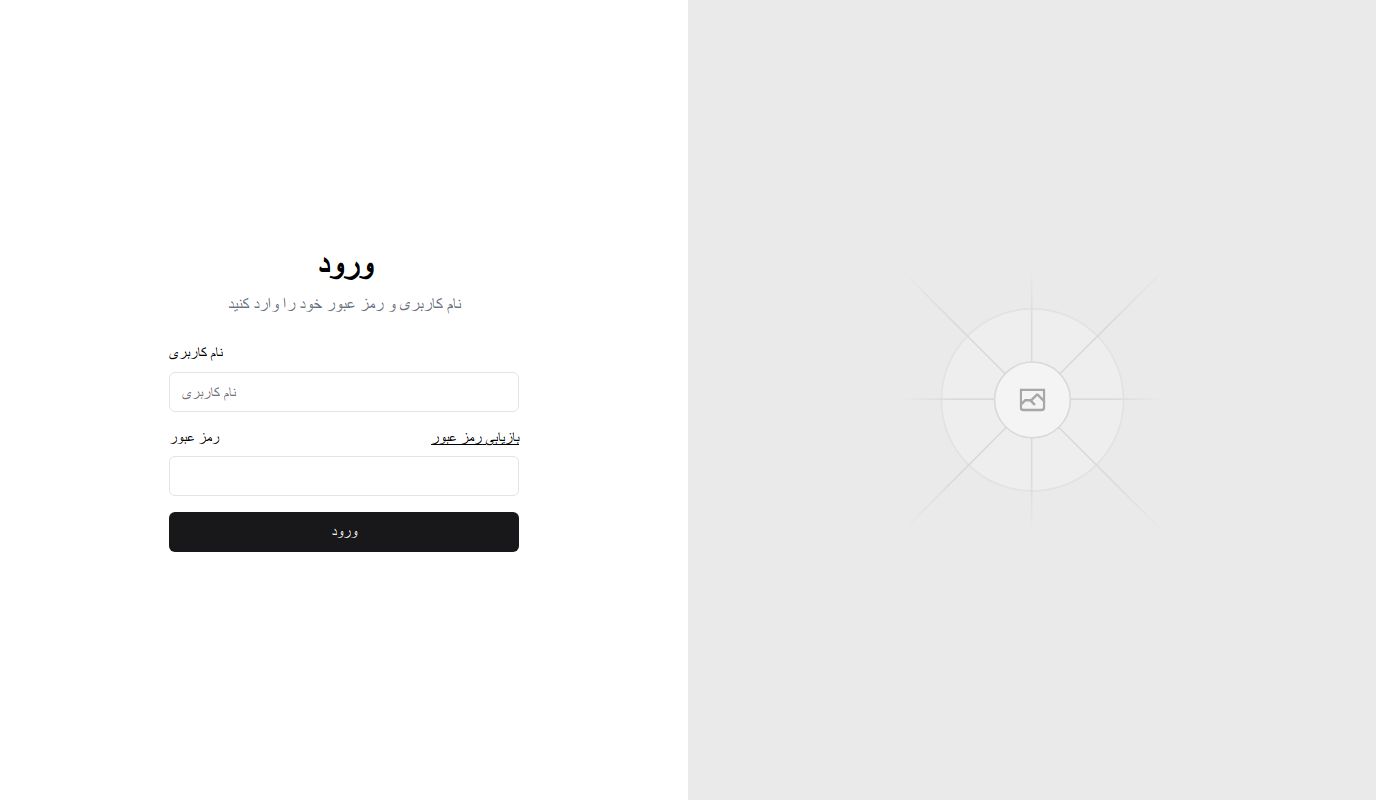 ورود
نام کاربری و رمز عبور خود را وارد کنید
نام کاربری
نام کاربری
رمز عبور
بازیابی رمز عبور
ورود